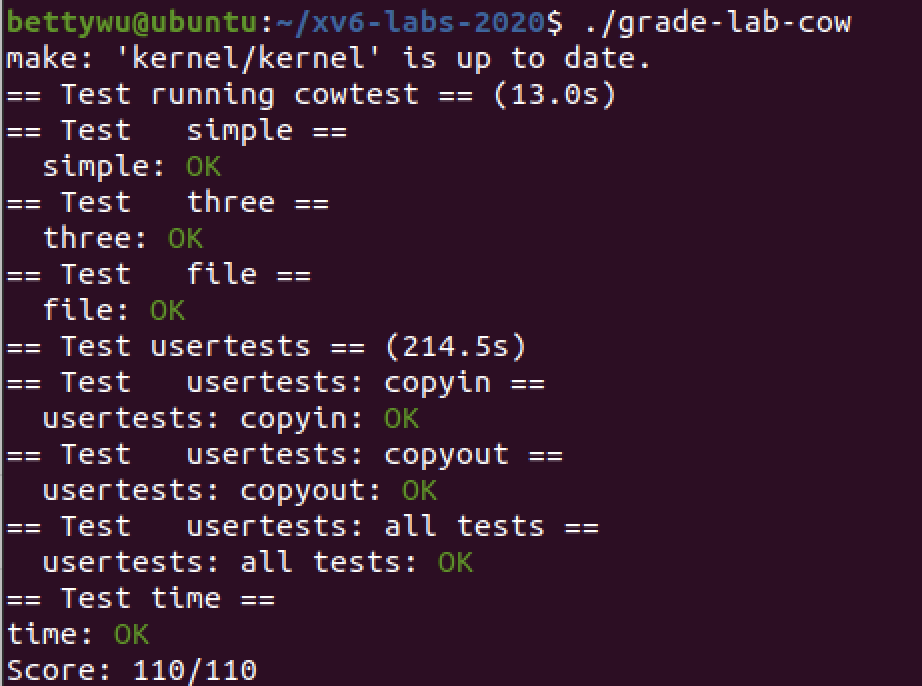 bettywu@ubuntu:~/xv6-labs-2020$ ./grade-lab-cow
make: 'kernel/kernel' is up to date.
== Test running cowtest == (13.0s)
== Test   simple ==
  simple: OK
== Test   three ==
  three: OK
== Test   file ==
  file: OK
== Test usertests == (214.5s)
== Test   usertests: copyin ==
  usertests: copyin: OK
== Test   usertests: copyout ==
  usertests: copyout: OK
== Test   usertests: all tests ==
  usertests: all tests: OK
== Test time ==
time: OK
Score: 110/110